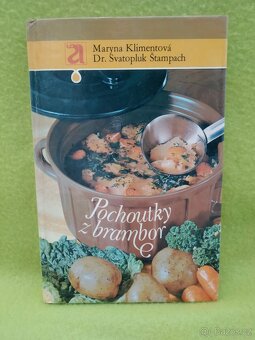 a
Maryna Klimentová
Dr. Svatopluk Štampach
Pochoutky
z brambor